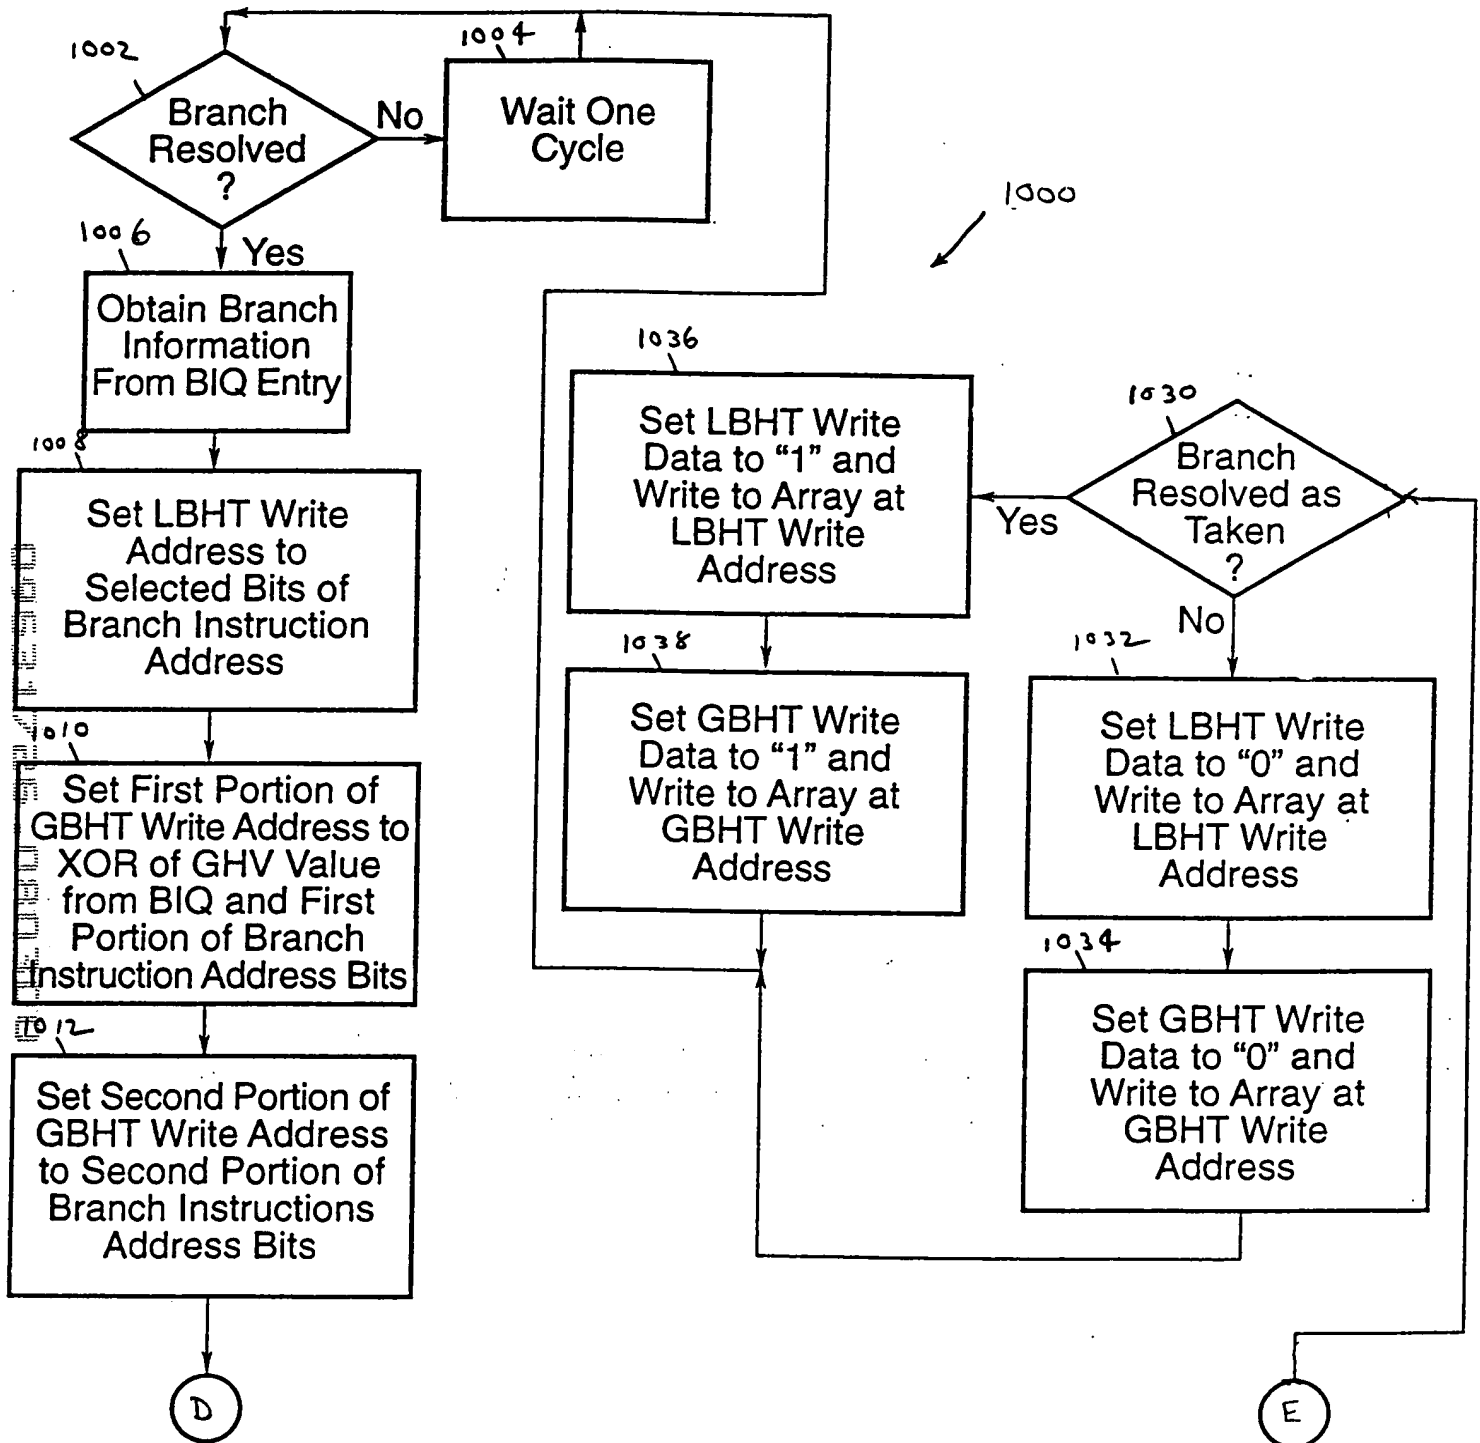 1002
Branch
Resolved
?
No
Yes
1004
Wait One
Cycle
1000
1006
Obtain Branch
Information
From BIQ Entry
1008
Set LBHT Write
Address to
Selected Bits of
Branch Instruction
Address
1010
Set First Portion of
GBHT Write Address to
XOR of GHV Value
from BIQ and First
Portion of Branch
Instruction Address Bits
1012
Set Second Portion of
GBHT Write Address
to Second Portion of
Branch Instructions
Address Bits
D
1036
Set LBHT Write
Data to “1” and
Write to Array at
LBHT Write
Address
1038
Set GBHT Write
Data to “1” and
Write to Array at
GBHT Write
Address
1030
Branch
Resolved as
Taken
?
Yes
No
1032
Set LBHT Write
Data to “0” and
Write to Array at
LBHT Write
Address
1034
Set GBHT Write
Data to “0” and
Write to Array at
GBHT Write
Address
E